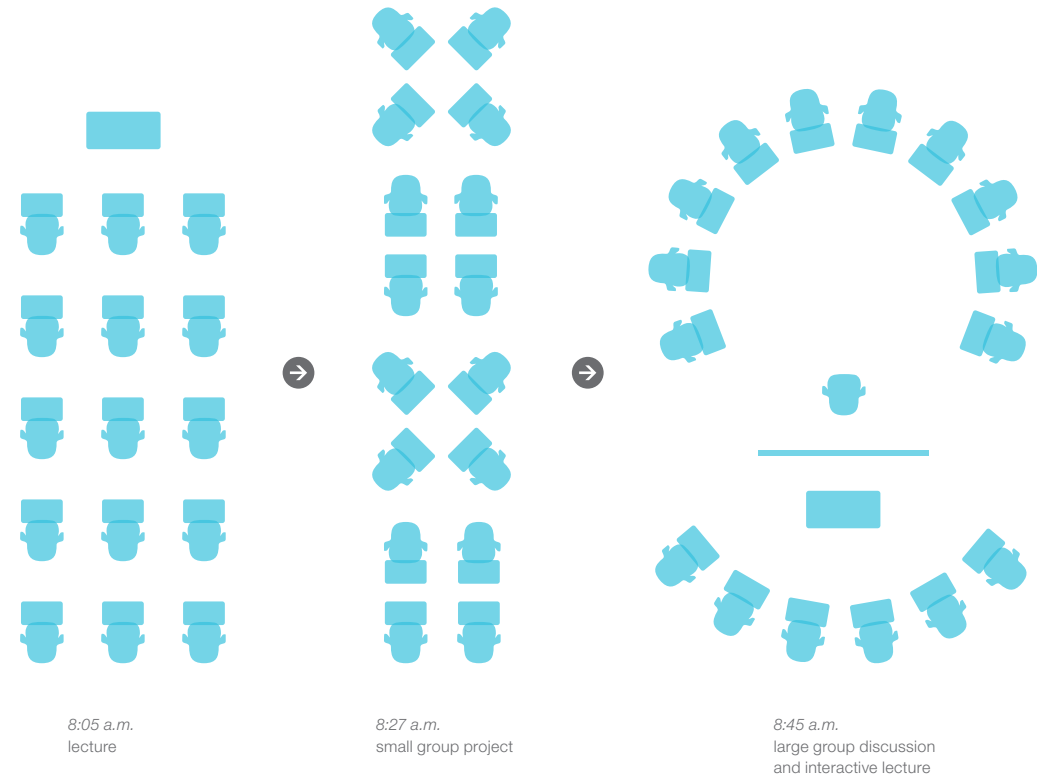 8:05 a.m.
lecture
8:27 a.m.
small group project
8:45 a.m.
large group discussion
and interactive lecture